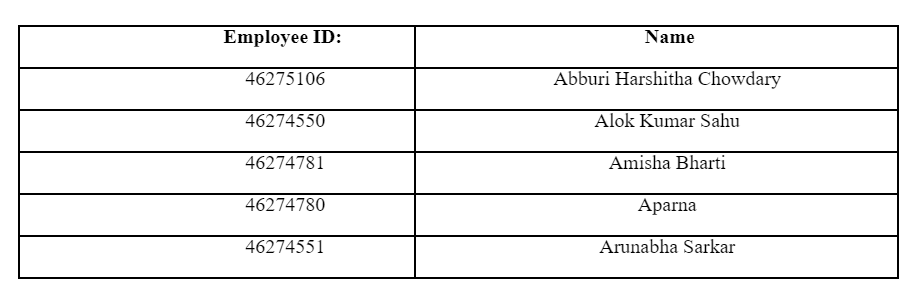 Employee ID: Name
46275106 Abburi Harshitha Chowdary
46274550 Alok Kumar Sahu
46274781 Amisha Bharti
46274780 Aparna
46274551 Arunabha Sarkar